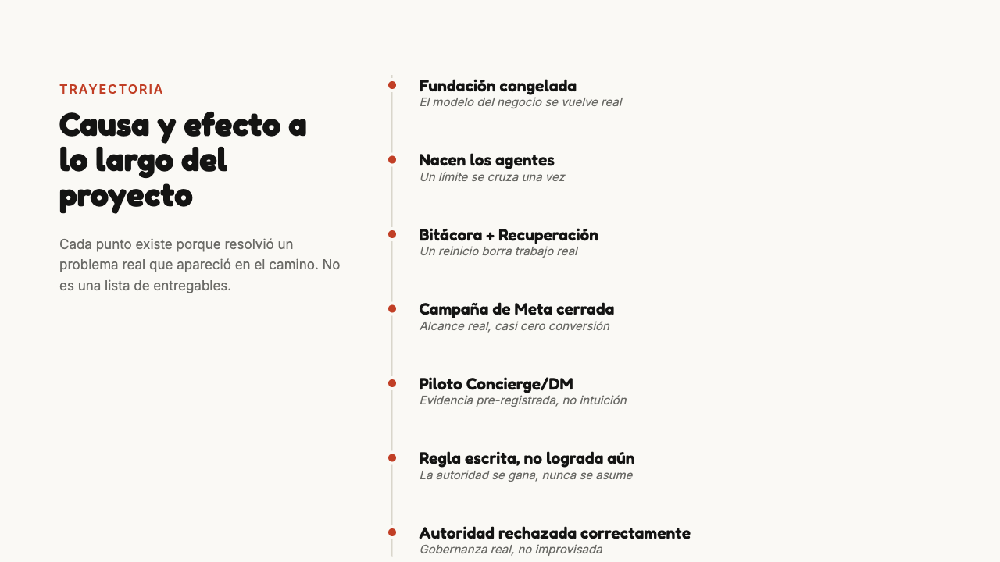 TRAYECTORIA
Causa y efecto a
lo largo del
proyecto
Cada punto existe porque resolvió un
problema real que apareció en el camino. No
es una lista de entregables.
Fundación congelada
El modelo del negocio se vuelve real
Nacen los agentes
Un límite se cruza una vez
Bitácora + Recuperación
Un reinicio borra trabajo real
Campaña de Meta cerrada
Alcance real, casi cero conversión
Piloto Concierge/DM
Evidencia pre-registrada, no intuición
Regla escrita, no lograda aún
La autoridad se gana, nunca se asume
Autoridad rechazada correctamente
Gobernanza real, no improvisada